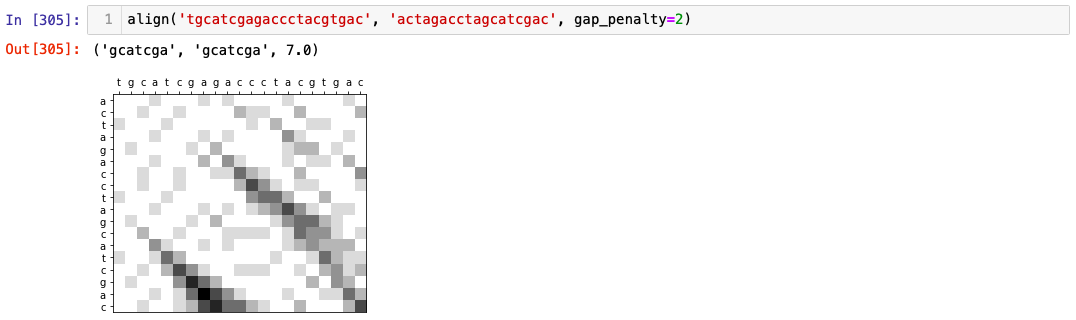 In [305]: 1 align('tgcatcgagaccctacgtgac', 'actagacctagcatcgac', gap_penalty=2)
Out[305]: ('gcatcga', 'gcatcga', 7.0)
t g c a t c g a g a c c c t a c g t g a c
a
c
t
a
g
a
c
c
t
a
g
c
a
t
c
g
a
c